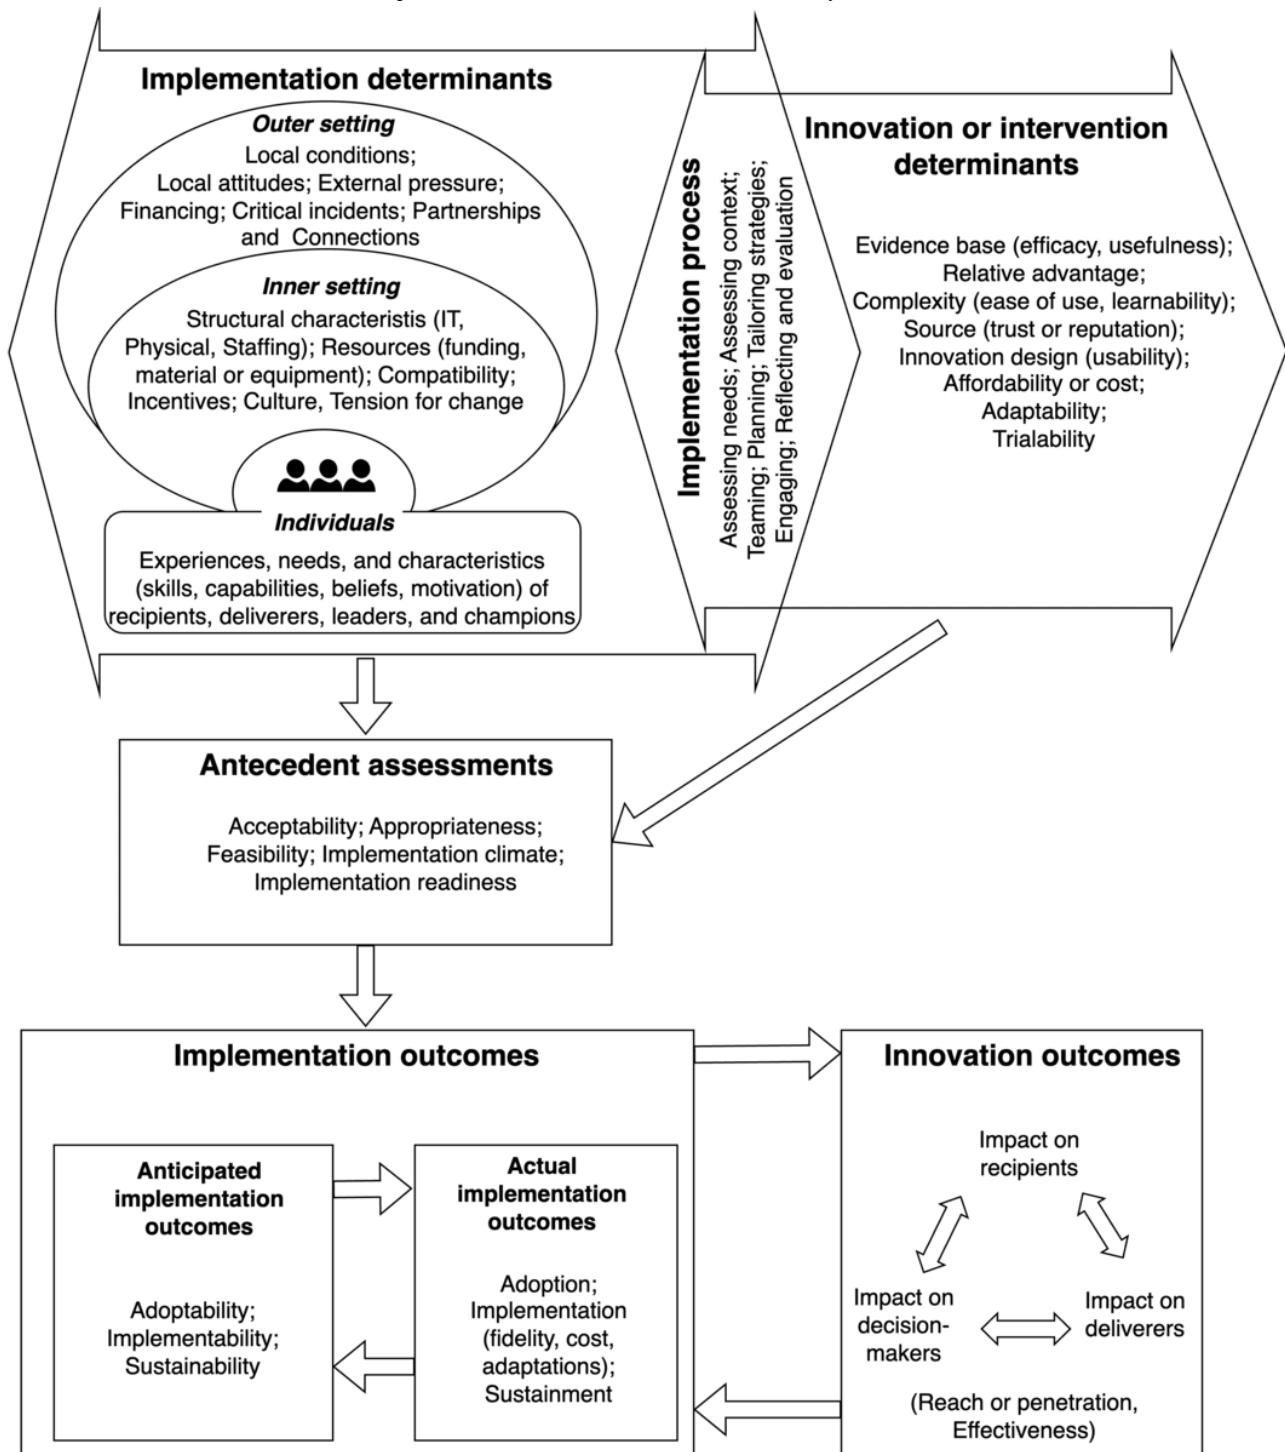 Implementation determinants
Outer setting
Local conditions;
Local attitudes; External pressure;
Financing; Critical incidents; Partnerships
and Connections
Inner setting
Structural characteristis (IT,
Physical, Staffing); Resources (funding,
material or equipment); Compatibility;
Incentives; Culture, Tension for change
Individuals
Experiences, needs, and characteristics
(skills, capabilities, beliefs, motivation) of
recipients, deliverers, leaders, and champions
Implementation process
Assessing needs; Assessing context;
Teaming; Planning; Tailoring strategies;
Engaging; Reflecting and evaluation
Innovation or intervention
determinants
Evidence base (efficacy, usefulness);
Relative advantage;
Complexity (ease of use, learnability);
Source (trust or reputation);
Innovation design (usability);
Affordability or cost;
Adaptability;
Trialability
Antecedent assessments
Acceptability; Appropriateness;
Feasibility; Implementation climate;
Implementation readiness
Implementation outcomes
Anticipated
implementation
outcomes
Adoptability;
Implementability;
Sustainability
Actual
implementation
outcomes
Adoption;
Implementation
(fidelity, cost,
adaptations);
Sustainment
Innovation outcomes
Impact on
recipients
Impact on
decision-
makers
Impact on
deliverers
(Reach or penetration,
Effectiveness)